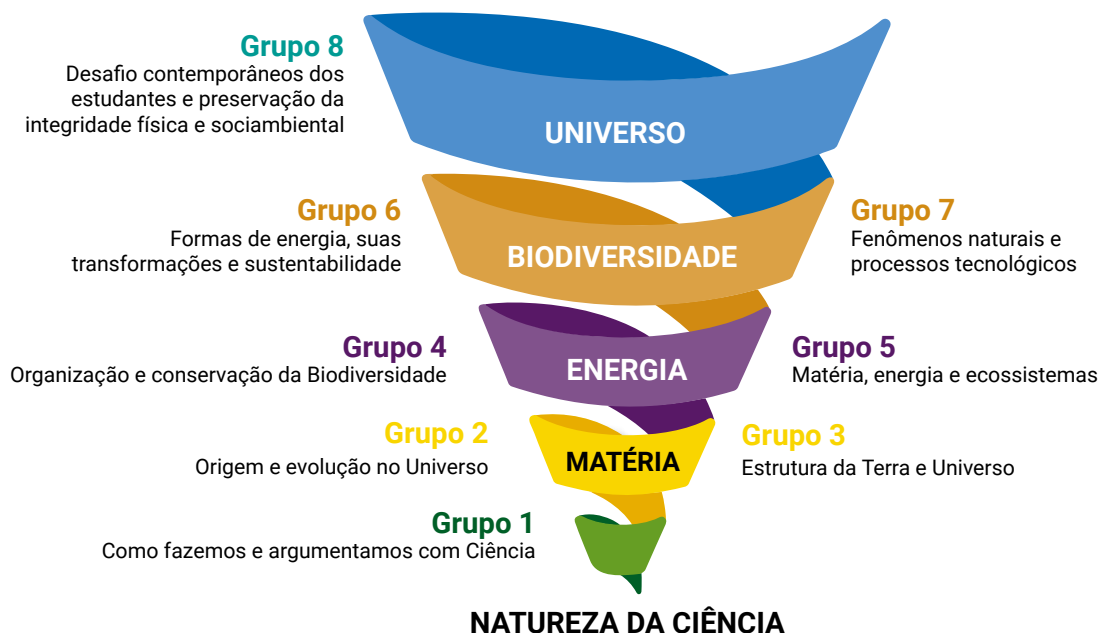 Grupo 8
Desafio contemporâneos dos
estudantes e preservação da
integridade física e sociambiental
UNIVERSO
Grupo 6
Formas de energia, suas
transformações e sustentabilidade
BIODIVERSIDADE
Grupo 7
Fenômenos naturais e
processos tecnológicos
Grupo 4
Organização e conservação da Biodiversidade
ENERGIA
Grupo 5
Matéria, energia e ecossistemas
Grupo 2
Origem e evolução no Universo
MATÉRIA
Grupo 3
Estrutura da Terra e Universo
Grupo 1
Como fazemos e argumentamos com Ciência
NATUREZA DA CIÊNCIA